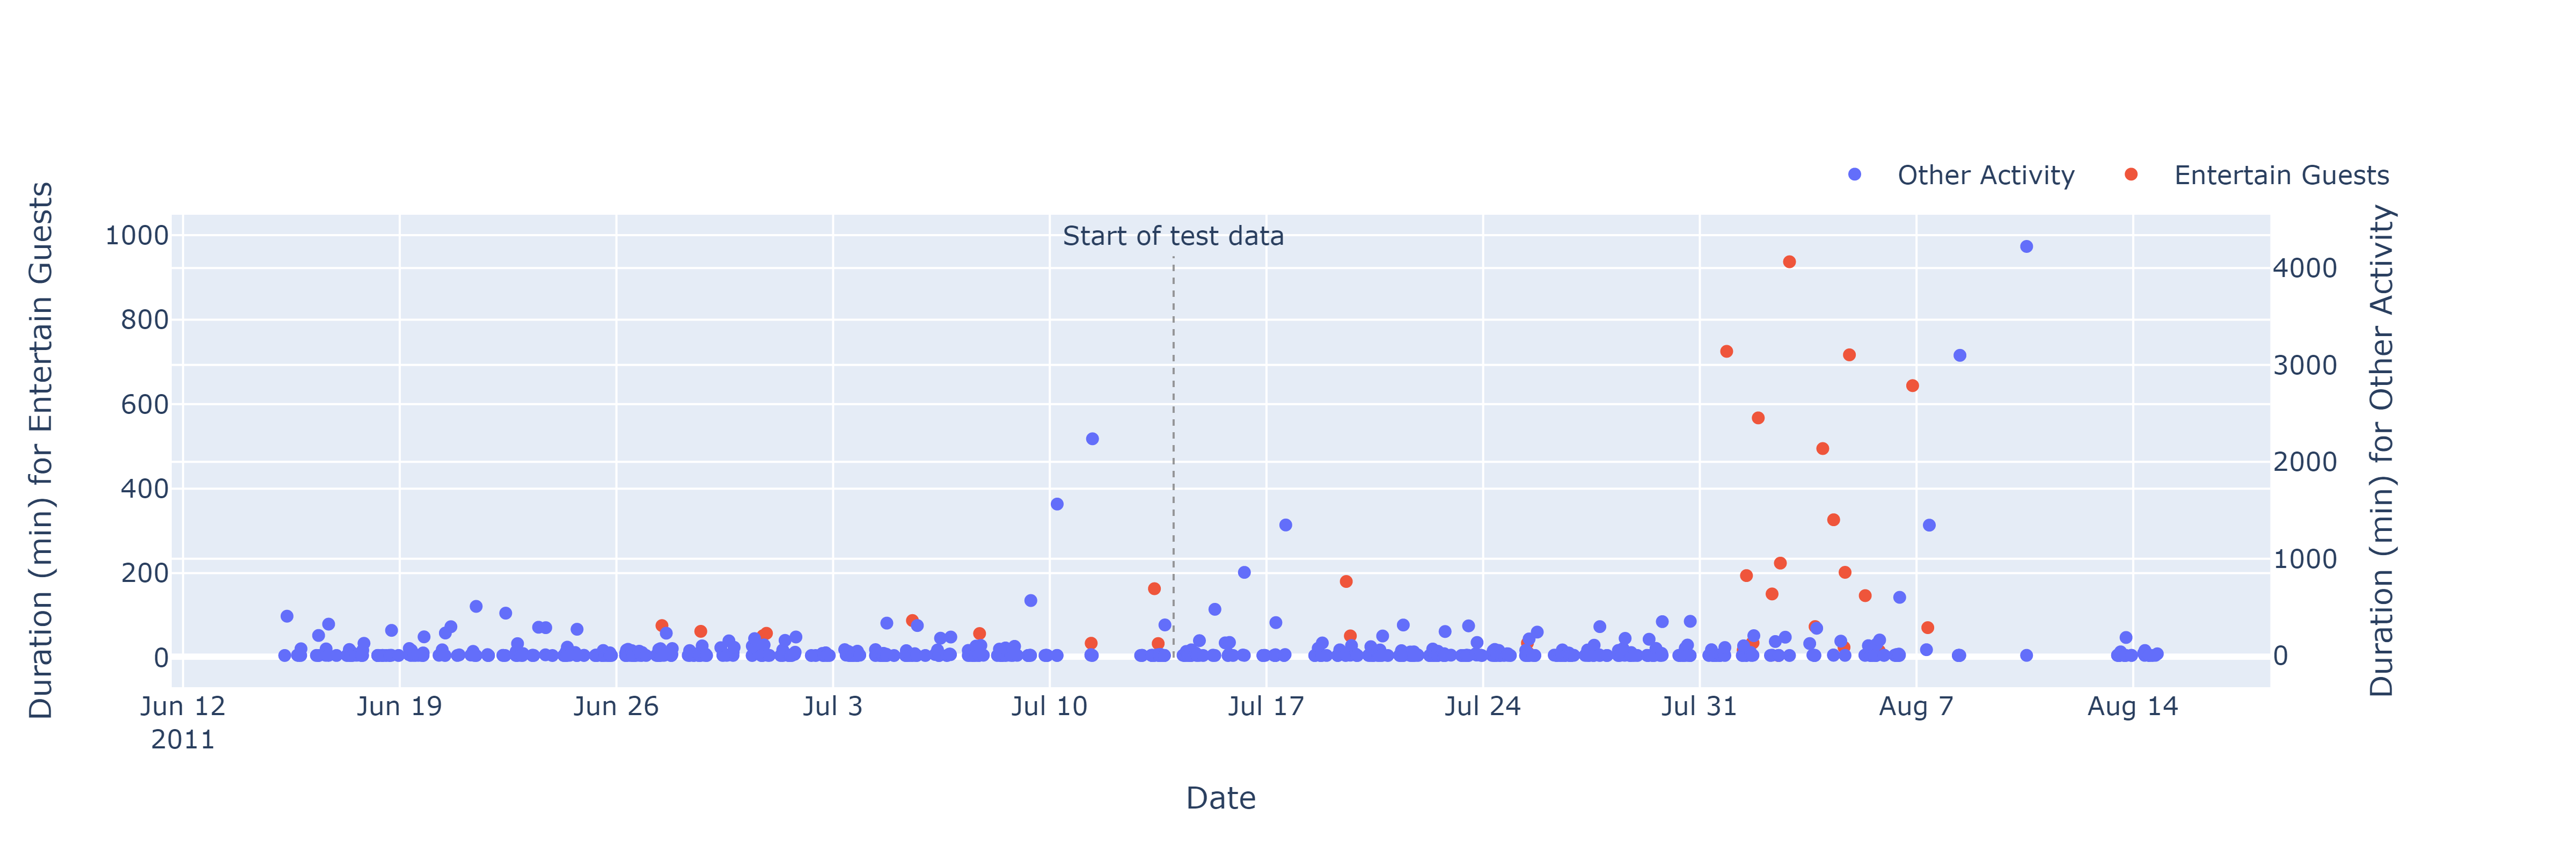 Other Activity
Entertain Guests
Duration (min) for Entertain Guests
1000
800
600
400
200
0
Start of test data
4000
3000
2000
1000
0
Duration (min) for Other Activity
Jun 12
2011
Jun 19
Jun 26
Jul 3
Jul 10
Jul 17
Jul 24
Jul 31
Aug 7
Aug 14
Date